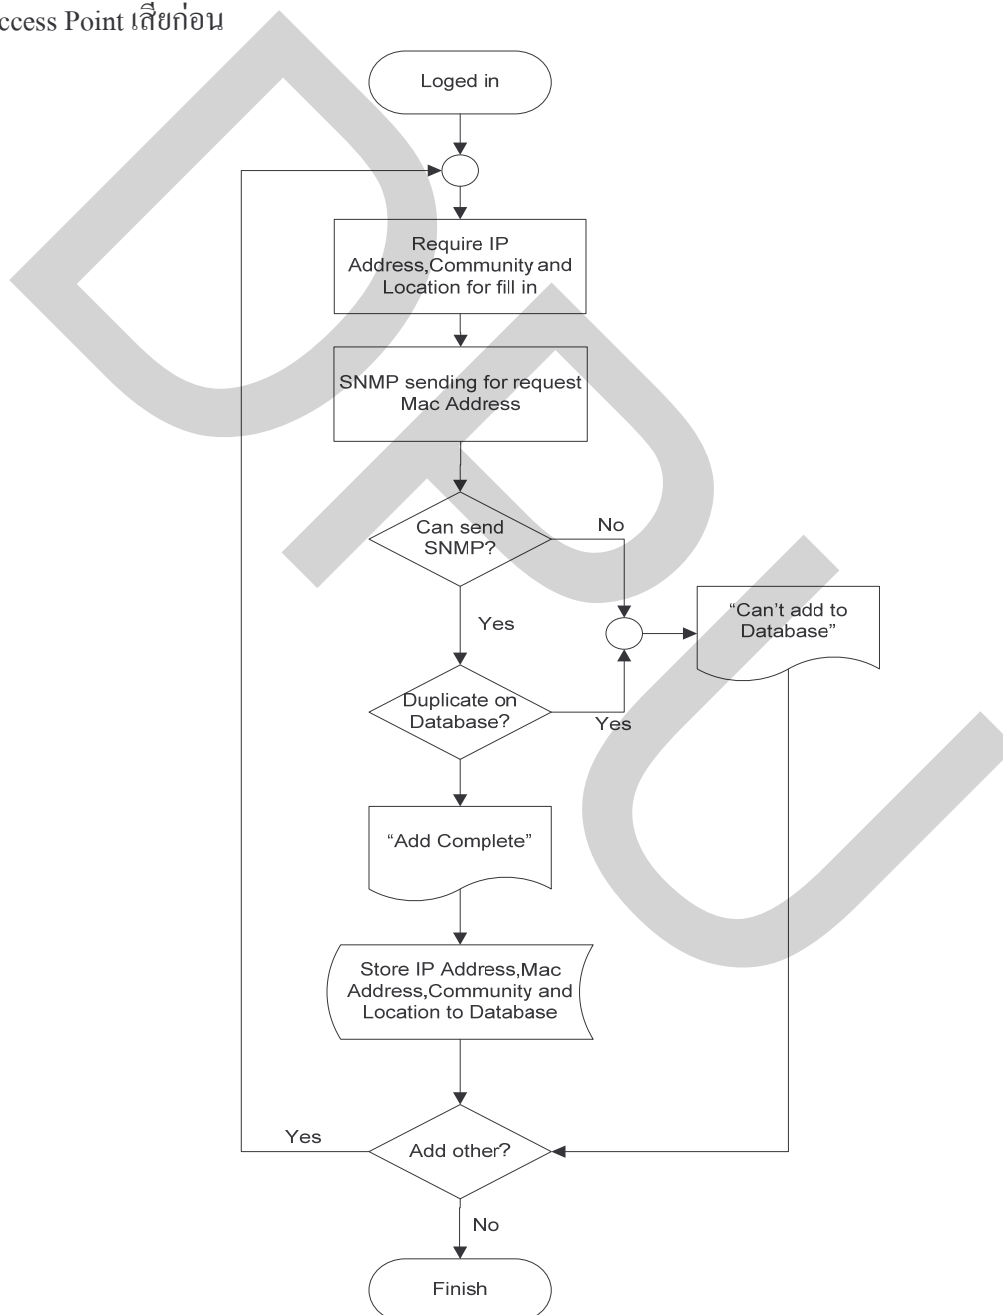 ccess Point เสียก่อน
Loged in
Require IP
Address,Community and
Location for fill in
SNMP sending for request
Mac Address
Can send
SNMP?
No
Yes
“Can’t add to
Database”
Duplicate on
Database?
Yes
“Add Complete”
Store IP Address,Mac
Address,Community and
Location to Database
Yes
Add other?
No
Finish
DPU